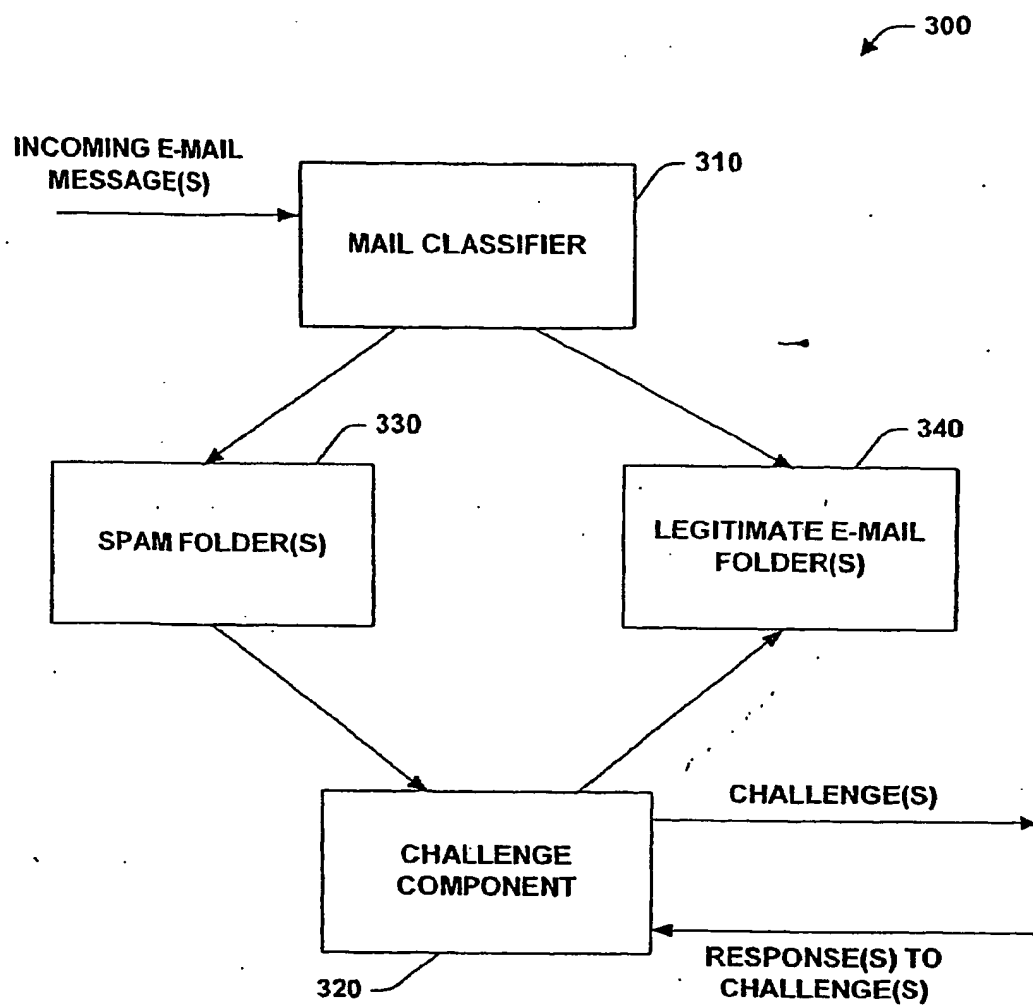 300
INCOMING E-MAIL
MESSAGE(S)
310
MAIL CLASSIFIER
330
340
SPAM FOLDER(S)
LEGITIMATE E-MAIL
FOLDER(S)
CHALLENGE(S)
CHALLENGE
COMPONENT
RESPONSE(S) TO
CHALLENGE(S)
320